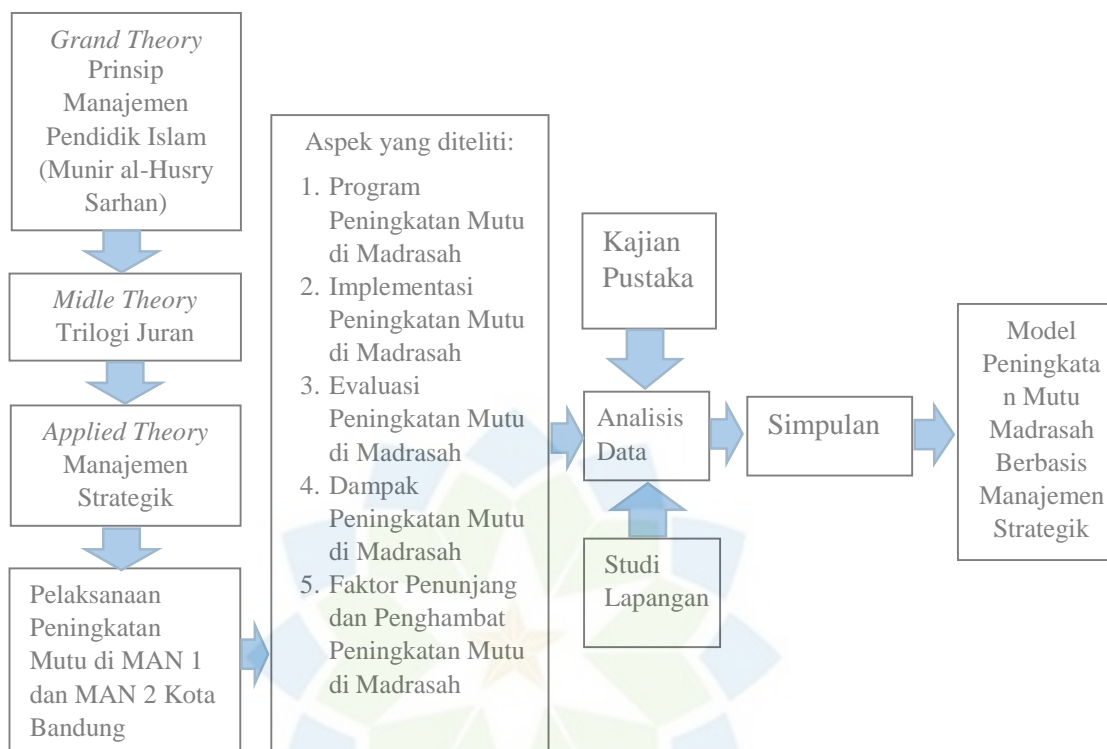 Grand Theory
Prinsip
Manajemen
Pendidik Islam
(Munir al-Husry
Sarhan)
Midle Theory
Trilogi Juran
Applied Theory
Manajemen
Strategik
Pelaksanaan
Peningkatan
Mutu di MAN 1
dan MAN 2 Kota
Bandung
Aspek yang diteliti:
1. Program
Peningkatan Mutu
di Madrasah
2. Implementasi
Peningkatan Mutu
di Madrasah
3. Evaluasi
Peningkatan Mutu
di Madrasah
4. Dampak
Peningkatan Mutu
di Madrasah
5. Faktor Penunjang
dan Penghambat
Peningkatan Mutu
di Madrasah
Kajian
Pustaka
Analisis
Data
Studi
Lapangan
Simpulan
Model
Peningkata
n Mutu
Madrasah
Berbasis
Manajemen
Strategik